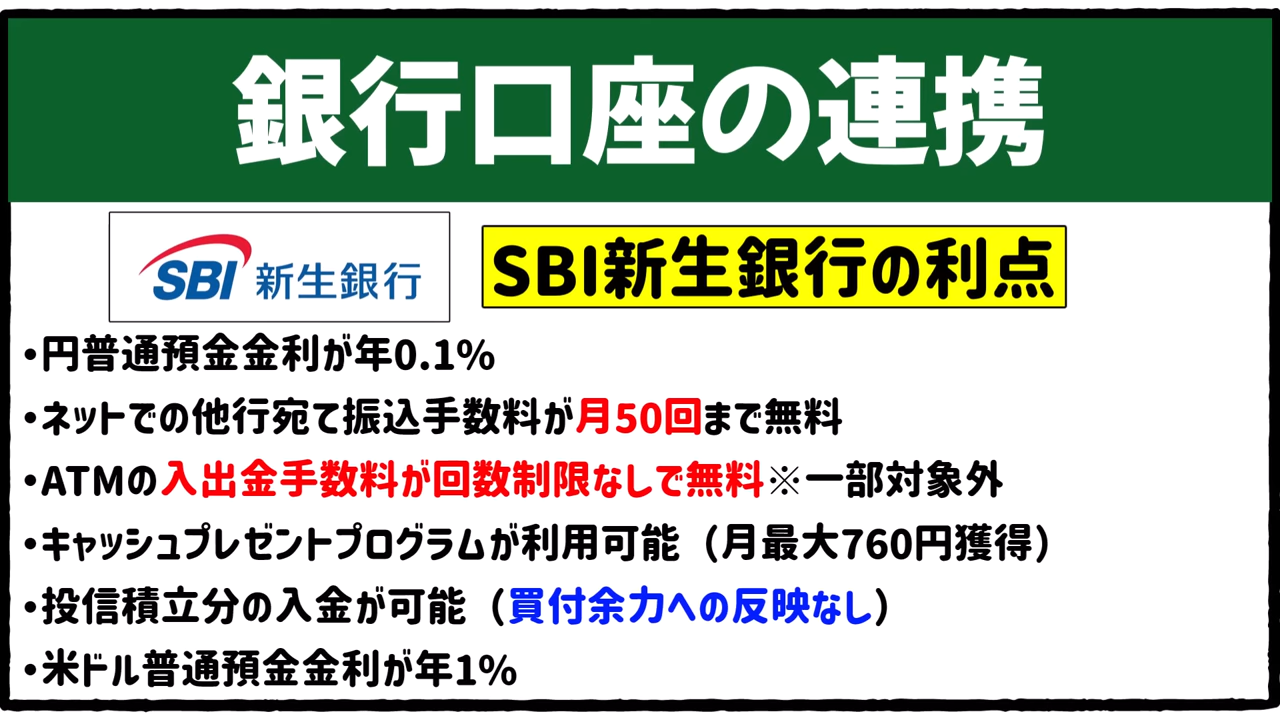 銀行口座の連携
SBI 新生銀行
SBI新生銀行の利点
・円普通預金金利が年0.1%
・ネットでの他行宛て振込手数料が月50回まで無料
・ATMの入出金手数料が回数制限なしで無料※一部対象外
・キャッシュプレゼントプログラムが利用可能（月最大760円獲得）
・投信積立分の入金が可能（買付余力への反映なし）
・米ドル普通預金金利が年1%